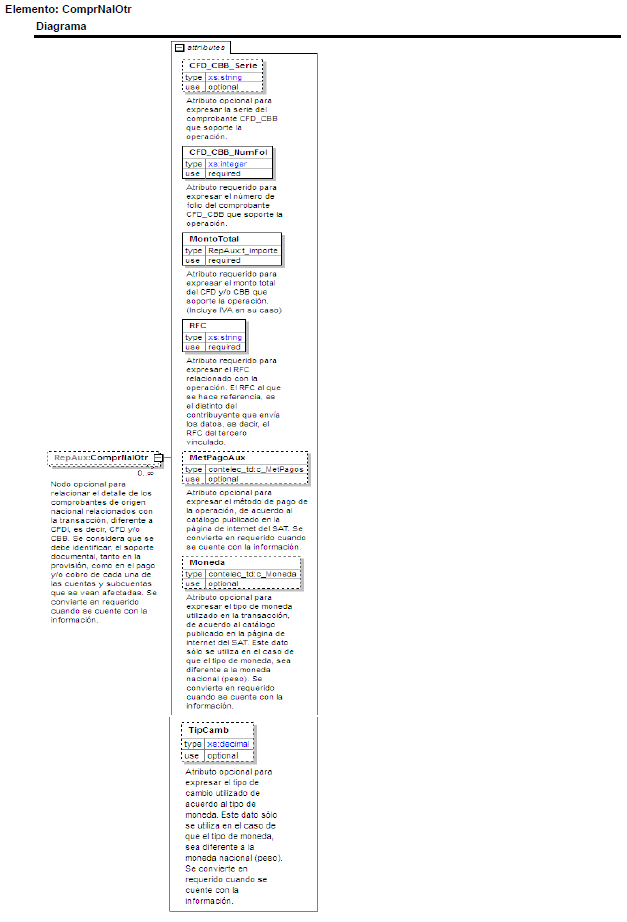 Elemento: ComprNalOtr
Diagrama
attributes
CFD_CBB_Serie
type xs:string
use optional
Atributo opcional para
expresar la serie del
comprobante CFD_CBB
que soporte la
operación.
CFD_CBB_NumFol
type xs:integer
use required
Atributo requerido para
expresar el número de
folio del comprobante
CFD_CBB que soporte la
operación.
MontoTotal
type RepAux:t_importe
use required
Atributo requerido para
expresar el monto total
del CFD y/o CBB que
soporte la operación.
(Incluye IVA en su caso)
RFC
type xs:string
use required
Atributo requerido para
expresar el RFC
relacionado con la
operación. El RFC al que
se hace referencia, es
el distinto del
contribuyente que envía
los datos, es decir, el
RFC del tercero
vinculado.
RepAux:ComprNalOtr
0..∞
Nodo opcional para
relacionar el detalle de los
comprobantes de origen
nacional relacionados con
la transacción, diferente a
CFDI, es decir, CFD y/o
CBB. Se considera que se
debe identificar, el soporte
documental, tanto en la
provisión, como en el pago
y/o cobro de cada una de
las cuentas y subcuentas
que se vean afectadas. Se
convierte en requerido
cuando se cuente con la
información.
MetPagoAux
type contelec_td:c_MetPagos
use optional
Atributo opcional para
expresar el método de pago de
la operación, de acuerdo al
catálogo publicado en la
página de internet del SAT. Se
convierte en requerido cuando
se cuente con la información.
Moneda
type contelec_td:c_Moneda
use optional
Atributo opcional para
expresar el tipo de moneda
utilizado en la transacción,
de acuerdo al catálogo
publicado en la página de
internet del SAT. Este dato
sólo se utiliza en el caso de
que el tipo de moneda, sea
diferente a la moneda
nacional (peso). Se
convierte en requerido
cuando se cuente con la
información.
TipCamb
type xs:decimal
use optional
Atributo opcional para
expresar el tipo de
cambio utilizado de
acuerdo al tipo de
moneda. Este dato sólo
se utiliza en el caso de
que el tipo de moneda,
sea diferente a la
moneda nacional (peso).
Se convierte en
requerido cuando se
cuente con la
información.